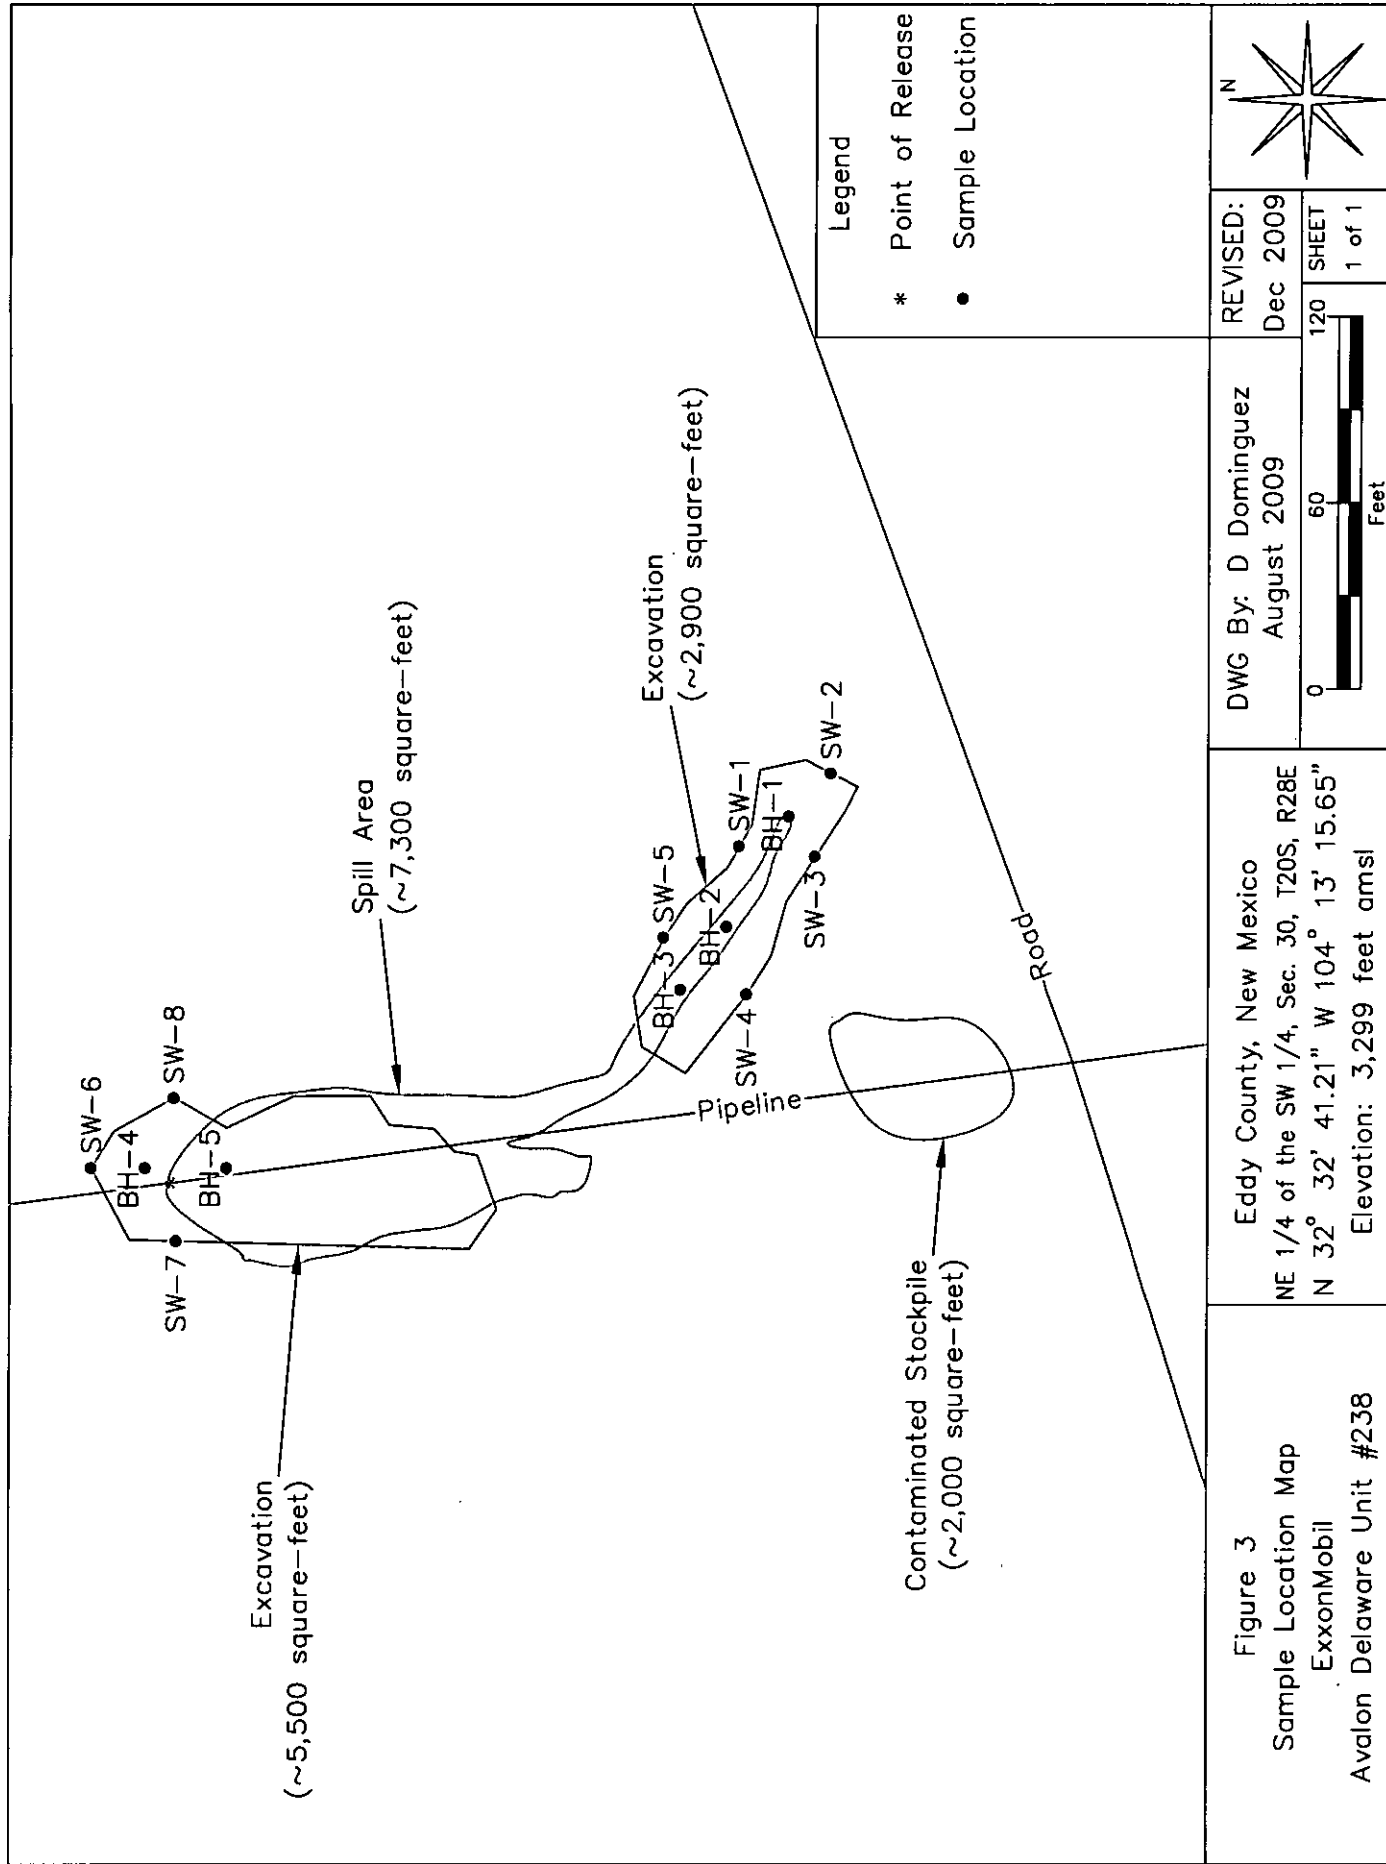 SW-6
SW-8
BH-4
BH-5
SW-7
*
Spill Area
(~7,300 square-feet)
Excavation
(~5,500 square-feet)
Excavation
(~2,900 square-feet)
SW-5
SW-1
BH-3
BH-2
BH-1
SW-2
SW-3
SW-4
Pipeline
Road
Contaminated Stockpile
(~2,000 square-feet)
Legend
* Point of Release
● Sample Location
Figure 3
Sample Location Map
ExxonMobil
Avalon Delaware Unit #238
Eddy County, New Mexico
NE 1/4 of the SW 1/4, Sec. 30, T20S, R28E
N 32° 32' 41.21" W 104° 13' 15.65"
Elevation: 3,299 feet amsl
DWG By: D Dominguez
August 2009
REVISED:
Dec 2009
0 60 120
Feet
SHEET
1 of 1
N